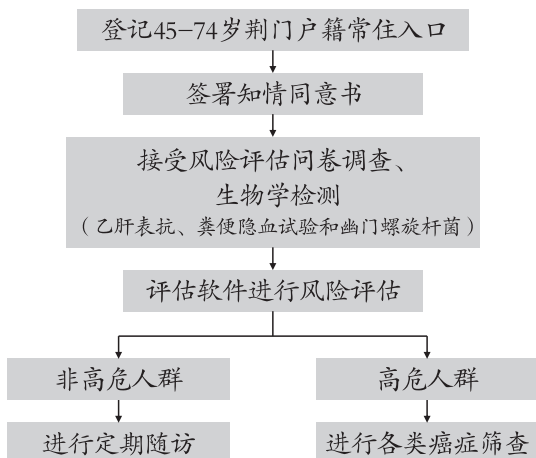 登记45-74岁荆门户籍常住入口
签署知情同意书
接受风险评估问卷调查、
生物学检测
（乙肝表抗、粪便隐血试验和幽门螺旋杆菌）
评估软件进行风险评估
非高危人群
高危人群
进行定期随访
进行各类癌症筛查